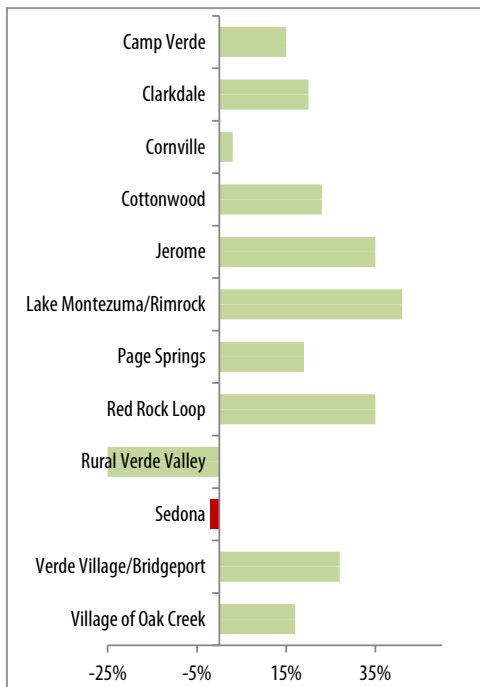 Camp Verde
Clarkdale
Cornville
Cottonwood
Jerome
Lake Montezuma/Rimrock
Page Springs
Red Rock Loop
Rural Verde Valley
Sedona
Verde Village/Bridgeport
Village of Oak Creek
-25% -5% 15% 35%